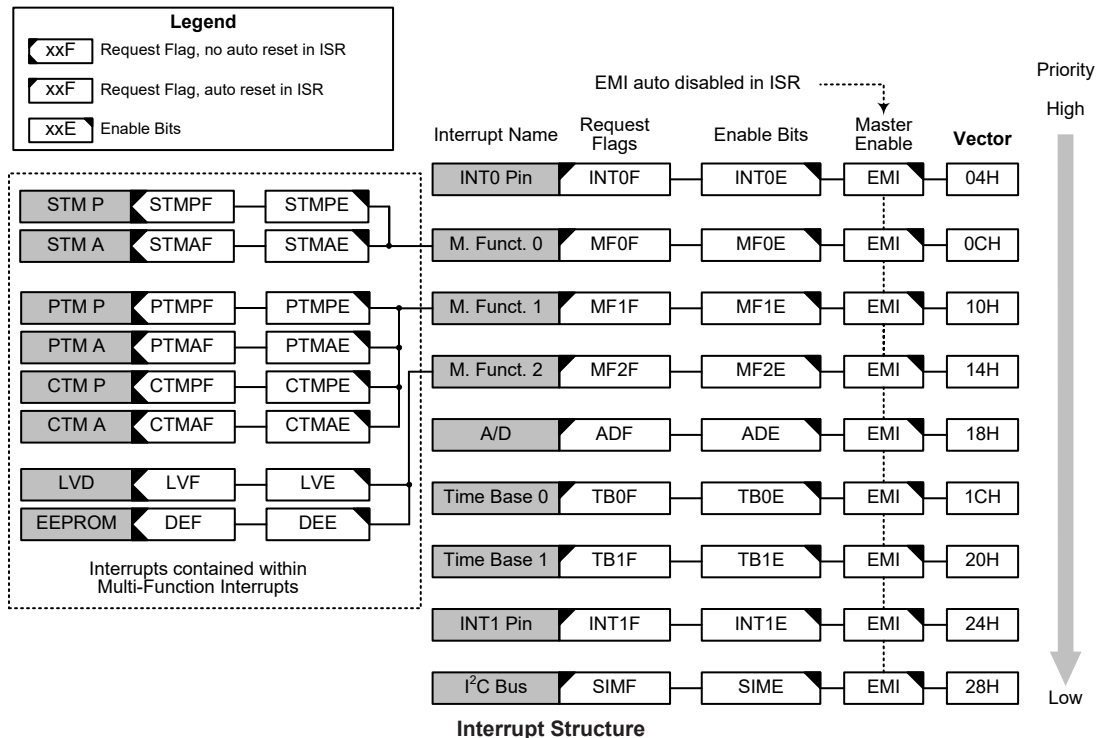 Legend
xxF Request Flag, no auto reset in ISR
xxF Request Flag, auto reset in ISR
xxE Enable Bits
EMI auto disabled in ISR
Priority
High
Interrupt Name
Request
Flags
Enable Bits
Master
Enable
Vector
INT0 Pin INT0F INT0E EMI 04H
STM P STMPF STMPE
STM A STMAF STMAE
M. Funct. 0 MF0F MF0E EMI 0CH
PTM P PTMPF PTMPE
M. Funct. 1 MF1F MF1E EMI 10H
PTM A PTMAF PTMAE
CTM P CTMPF CTMPE
M. Funct. 2 MF2F MF2E EMI 14H
CTM A CTMAF CTMAE
A/D ADF ADE EMI 18H
LVD LVF LVE
Time Base 0 TB0F TB0E EMI 1CH
EEPROM DEF DEE
Interrupts contained within
Multi-Function Interrupts
Time Base 1 TB1F TB1E EMI 20H
INT1 Pin INT1F INT1E EMI 24H
I²C Bus SIMF SIME EMI 28H
Low
Interrupt Structure